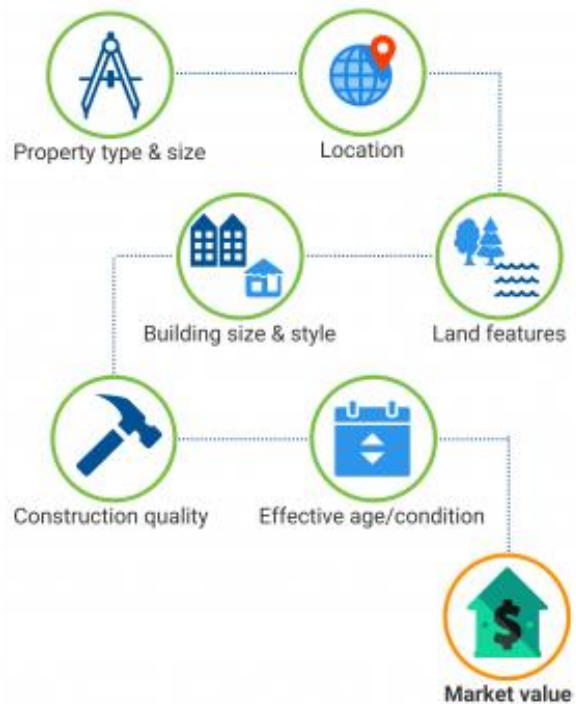 Property type & size
Location
Building size & style
Land features
Construction quality
Effective age/condition
$
Market value